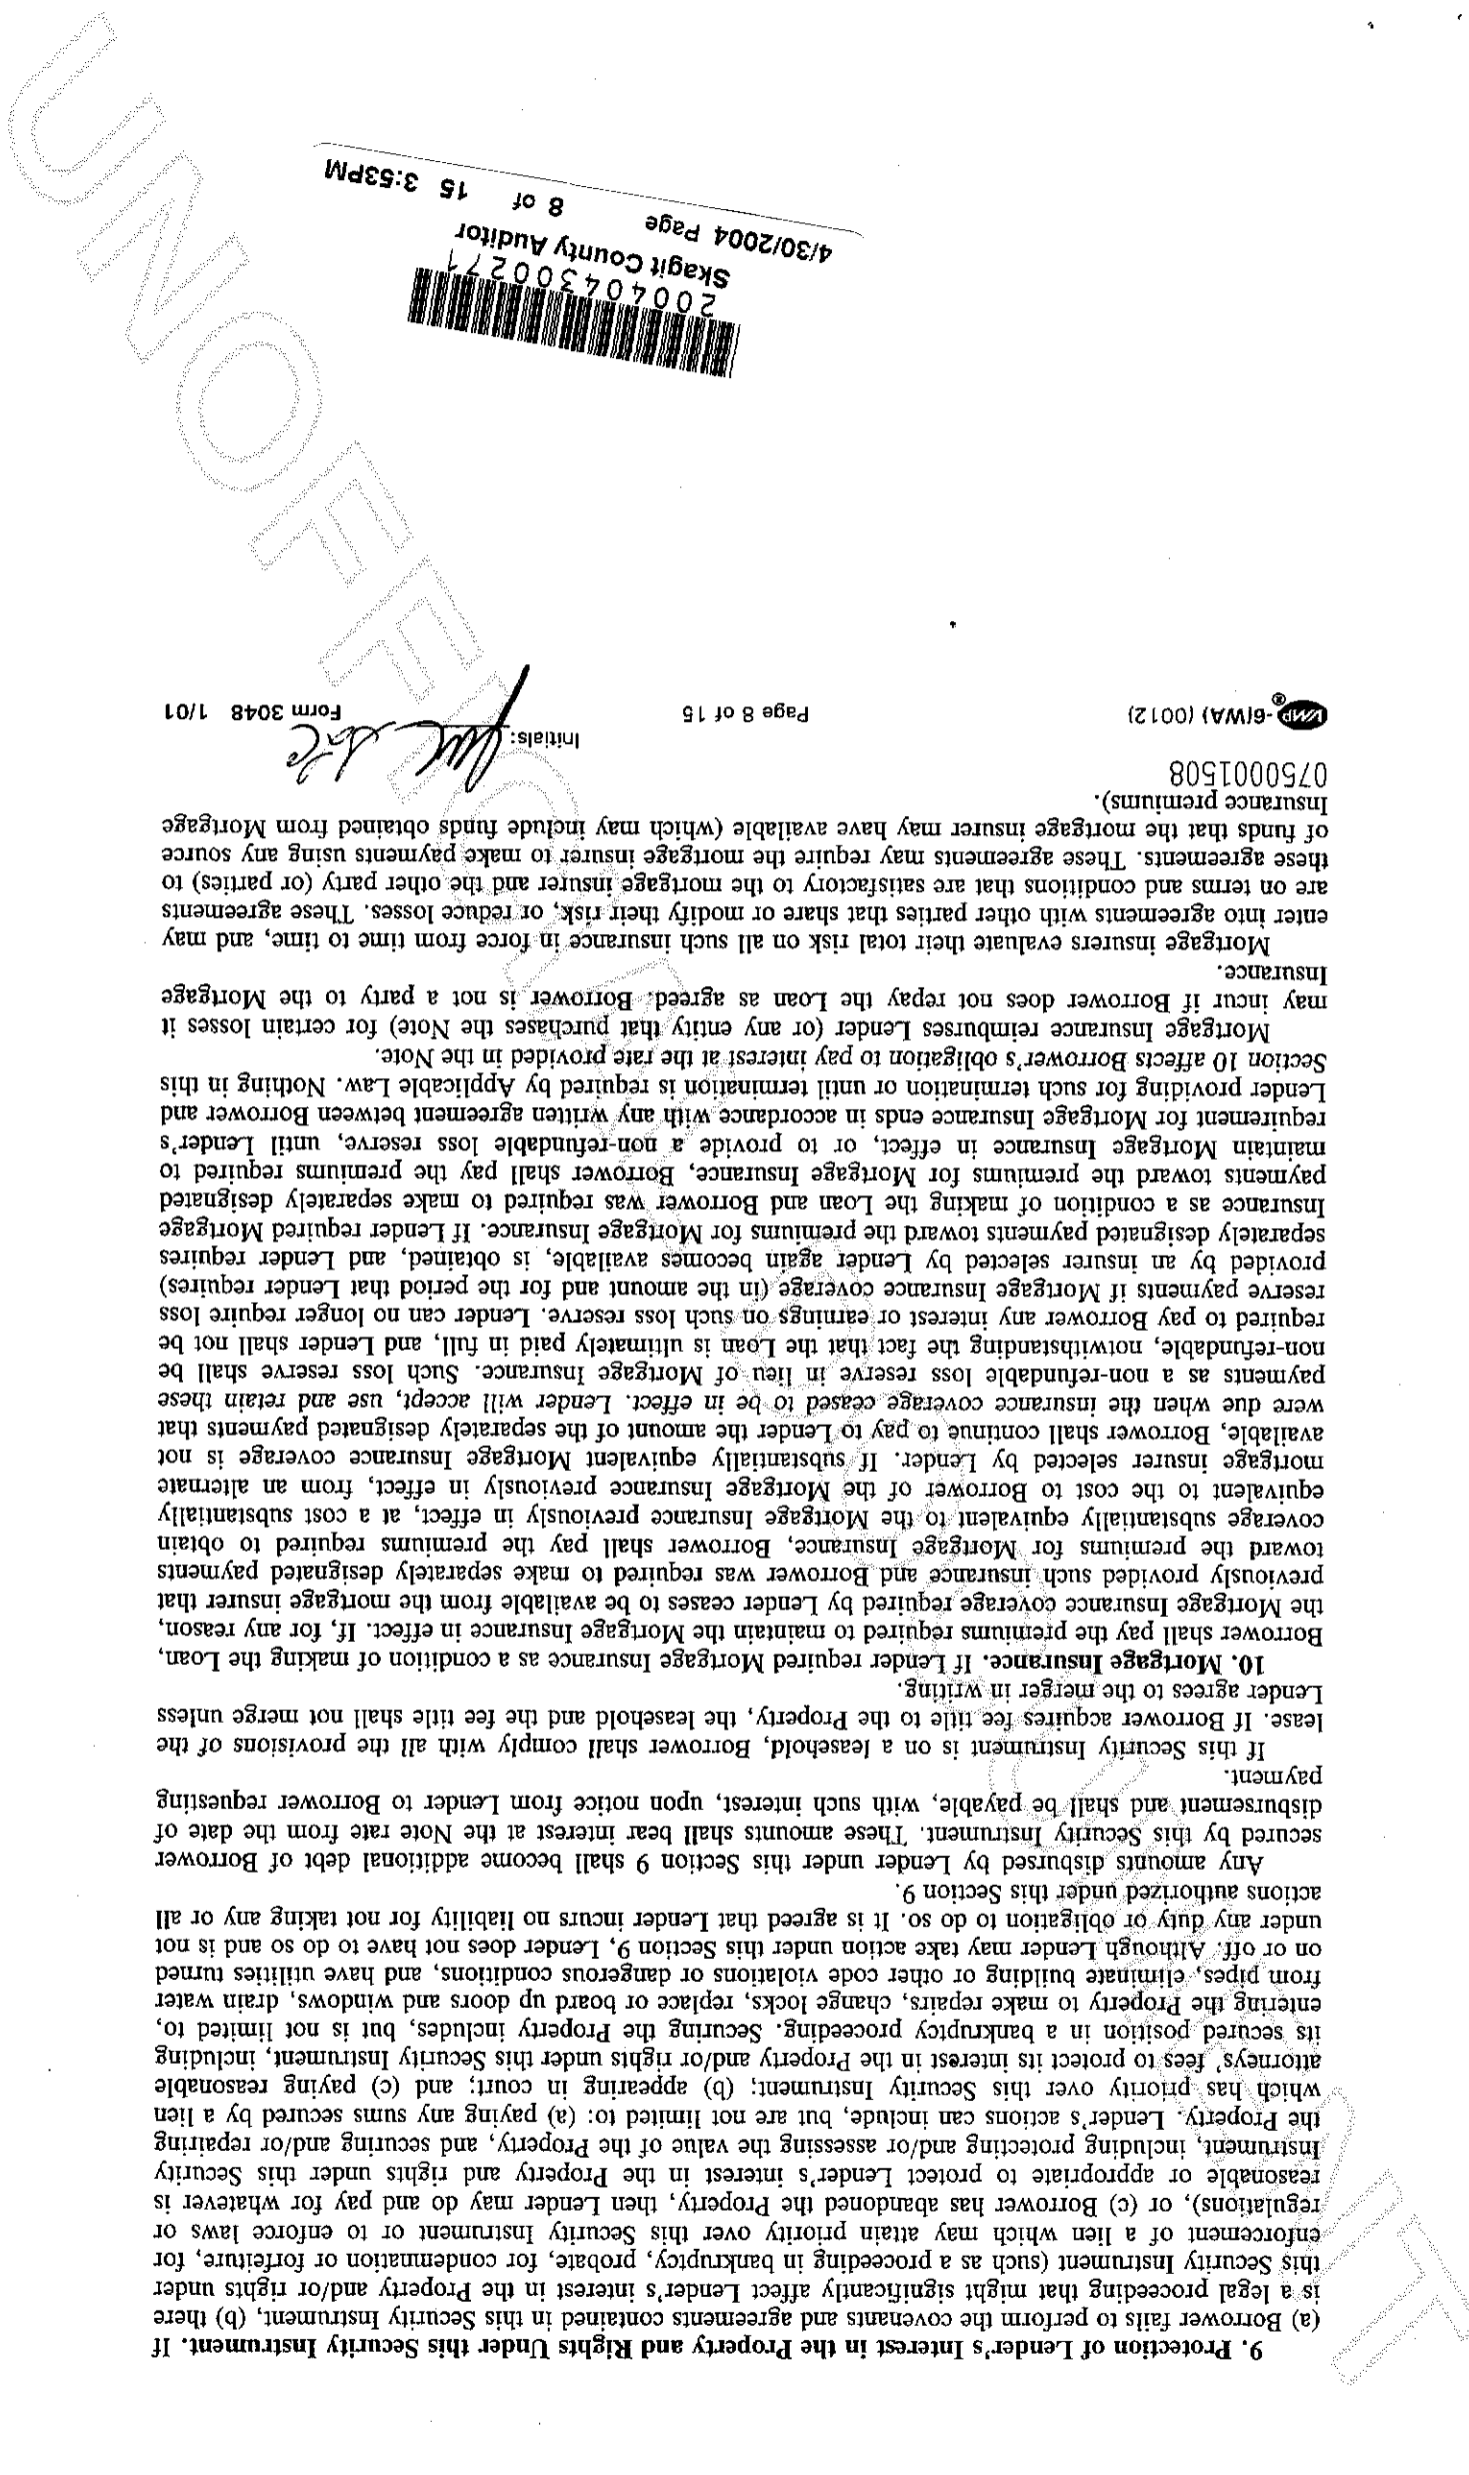 9. Protection of Lender's Interest in the Property and Rights Under this Security Instrument. If
(a) Borrower fails to perform the covenants and agreements contained in this Security Instrument, (b) there
is a legal proceeding that might significantly affect Lender's interest in the Property and/or rights under
this Security Instrument (such as a proceeding in bankruptcy, probate, for condemnation or forfeiture, for
enforcement of a lien which may attain priority over this Security Instrument or to enforce laws or
regulations), or (c) Borrower has abandoned the Property, then Lender may do and pay for whatever is
reasonable or appropriate to protect Lender's interest in the Property and rights under this Security
Instrument, including protecting and/or assessing the value of the Property, and securing and/or repairing
the Property. Lender's actions can include, but are not limited to: (a) paying any sums secured by a lien
which has priority over this Security Instrument; (b) appearing in court; and (c) paying reasonable
attorneys' fees to protect its interest in the Property and/or rights under this Security Instrument, including
its secured position in a bankruptcy proceeding. Securing the Property includes, but is not limited to,
entering the Property to make repairs, change locks, replace or board up doors and windows, drain water
from pipes, eliminate building or other code violations or dangerous conditions, and have utilities turned
on or off. Although Lender may take action under this Section 9, Lender does not have to do so and is not
under any duty or obligation to do so. It is agreed that Lender incurs no liability for not taking any or all
actions authorized under this Section 9.
Any amounts disbursed by Lender under this Section 9 shall become additional debt of Borrower
secured by this Security Instrument. These amounts shall bear interest at the Note rate from the date of
disbursement and shall be payable, with such interest, upon notice from Lender to Borrower requesting
payment.
If this Security Instrument is on a leasehold, Borrower shall comply with all the provisions of the
lease. If Borrower acquires fee title to the Property, the leasehold and the fee title shall not merge unless
Lender agrees to the merger in writing.
10. Mortgage Insurance. If Lender required Mortgage Insurance as a condition of making the Loan,
Borrower shall pay the premiums required to maintain the Mortgage Insurance in effect. If, for any reason,
the Mortgage Insurance coverage required by Lender ceases to be available from the mortgage insurer that
previously provided such insurance and Borrower was required to make separately designated payments
toward the premiums for Mortgage Insurance, Borrower shall pay the premiums required to obtain
coverage substantially equivalent to the Mortgage Insurance previously in effect, at a cost substantially
equivalent to the cost to Borrower of the Mortgage Insurance previously in effect, from an alternate
mortgage insurer selected by Lender. If substantially equivalent Mortgage Insurance coverage is not
available, Borrower shall continue to pay to Lender the amount of the separately designated payments that
were due when the insurance coverage ceased to be in effect. Lender will accept, use and retain these
payments as a non-refundable loss reserve in lieu of Mortgage Insurance. Such loss reserve shall be
non-refundable, notwithstanding the fact that the Loan is ultimately paid in full, and Lender shall not be
required to pay Borrower any interest or earnings on such loss reserve. Lender can no longer require loss
reserve payments if Mortgage Insurance coverage (in the amount and for the period that Lender requires)
provided by an insurer selected by Lender again becomes available, is obtained, and Lender requires
separately designated payments toward the premiums for Mortgage Insurance. If Lender required Mortgage
Insurance as a condition of making the Loan and Borrower was required to make separately designated
payments toward the premiums for Mortgage Insurance, Borrower shall pay the premiums required to
maintain Mortgage Insurance in effect, or to provide a non-refundable loss reserve, until Lender's
requirement for Mortgage Insurance ends in accordance with any written agreement between Borrower and
Lender providing for such termination or until termination is required by Applicable Law. Nothing in this
Section 10 affects Borrower's obligation to pay interest at the rate provided in the Note.
Mortgage Insurance reimburses Lender (or any entity that purchases the Note) for certain losses it
may incur if Borrower does not repay the Loan as agreed. Borrower is not a party to the Mortgage
Insurance.
Mortgage insurers evaluate their total risk on all such insurance in force from time to time, and may
enter into agreements with other parties that share or modify their risk, or reduce losses. These agreements
are on terms and conditions that are satisfactory to the mortgage insurer and the other party (or parties) to
these agreements. These agreements may require the mortgage insurer to make payments using any source
of funds that the mortgage insurer may have available (which may include funds obtained from Mortgage
Insurance premiums).
0750001508
Initials:
VMP®-6(WA) (0012) Page 8 of 15 Form 3048 1/01
200404300271
Skagit County Auditor
4/30/2004 Page 8 of 15 3:53PM
UNOFFICIAL DOCUMENT